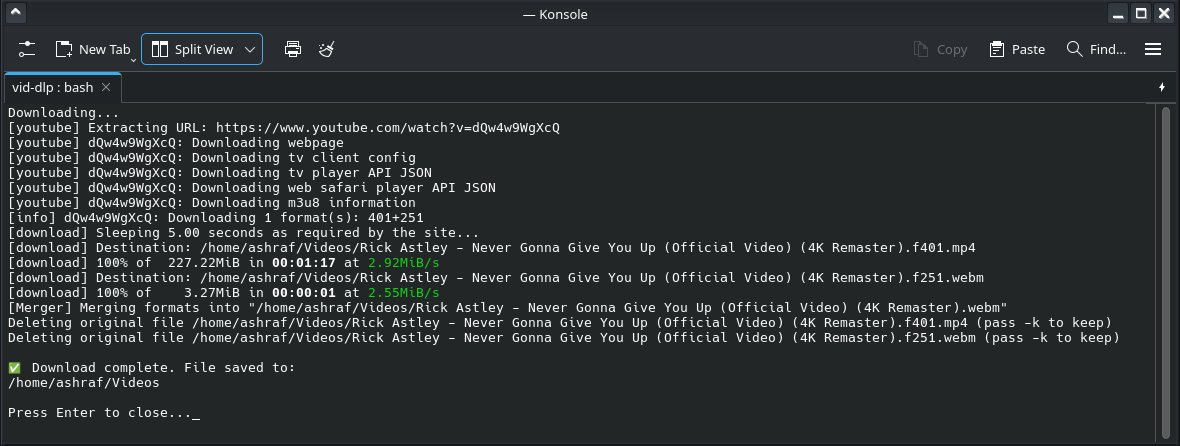 — Konsole
New Tab
Split View
Copy
Paste
Find...
vid-dlp : bash
Downloading...
[youtube] Extracting URL: https://www.youtube.com/watch?v=dQw4w9WgXcQ
[youtube] dQw4w9WgXcQ: Downloading webpage
[youtube] dQw4w9WgXcQ: Downloading tv client config
[youtube] dQw4w9WgXcQ: Downloading tv player API JSON
[youtube] dQw4w9WgXcQ: Downloading web safari player API JSON
[youtube] dQw4w9WgXcQ: Downloading m3u8 information
[info] dQw4w9WgXcQ: Downloading 1 format(s): 401+251
[download] Sleeping 5.00 seconds as required by the site...
[download] Destination: /home/ashraf/Videos/Rick Astley - Never Gonna Give You Up (Official Video) (4K Remaster).f401.mp4
[download] 100% of  227.22MiB in 00:01:17 at 2.92MiB/s
[download] Destination: /home/ashraf/Videos/Rick Astley - Never Gonna Give You Up (Official Video) (4K Remaster).f251.webm
[download] 100% of    3.27MiB in 00:00:01 at 2.55MiB/s
[Merger] Merging formats into "/home/ashraf/Videos/Rick Astley - Never Gonna Give You Up (Official Video) (4K Remaster).webm"
Deleting original file /home/ashraf/Videos/Rick Astley - Never Gonna Give You Up (Official Video) (4K Remaster).f401.mp4 (pass -k to keep)
Deleting original file /home/ashraf/Videos/Rick Astley - Never Gonna Give You Up (Official Video) (4K Remaster).f251.webm (pass -k to keep)
✅ Download complete. File saved to:
/home/ashraf/Videos
Press Enter to close..._